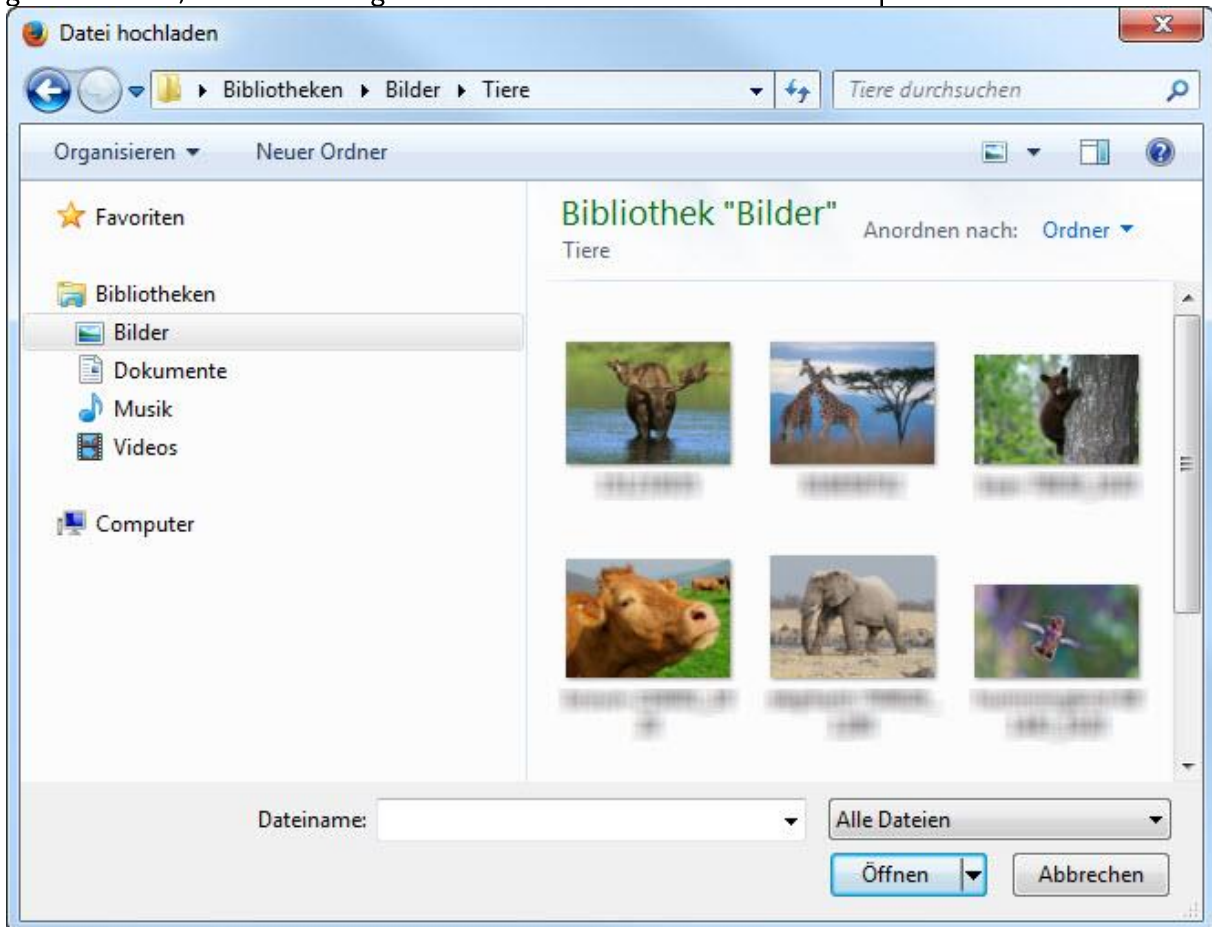 Datei hochladen
Bibliotheken Bilder Tiere
Tiere durchsuchen
Organisieren
Neuer Ordner
Favoriten
Bibliotheken
Bilder
Dokumente
Musik
Videos
Computer
Bibliothek "Bilder"
Tiere
Anordnen nach: Ordner
Dateiname:
Alle Dateien
Öffnen
Abbrechen